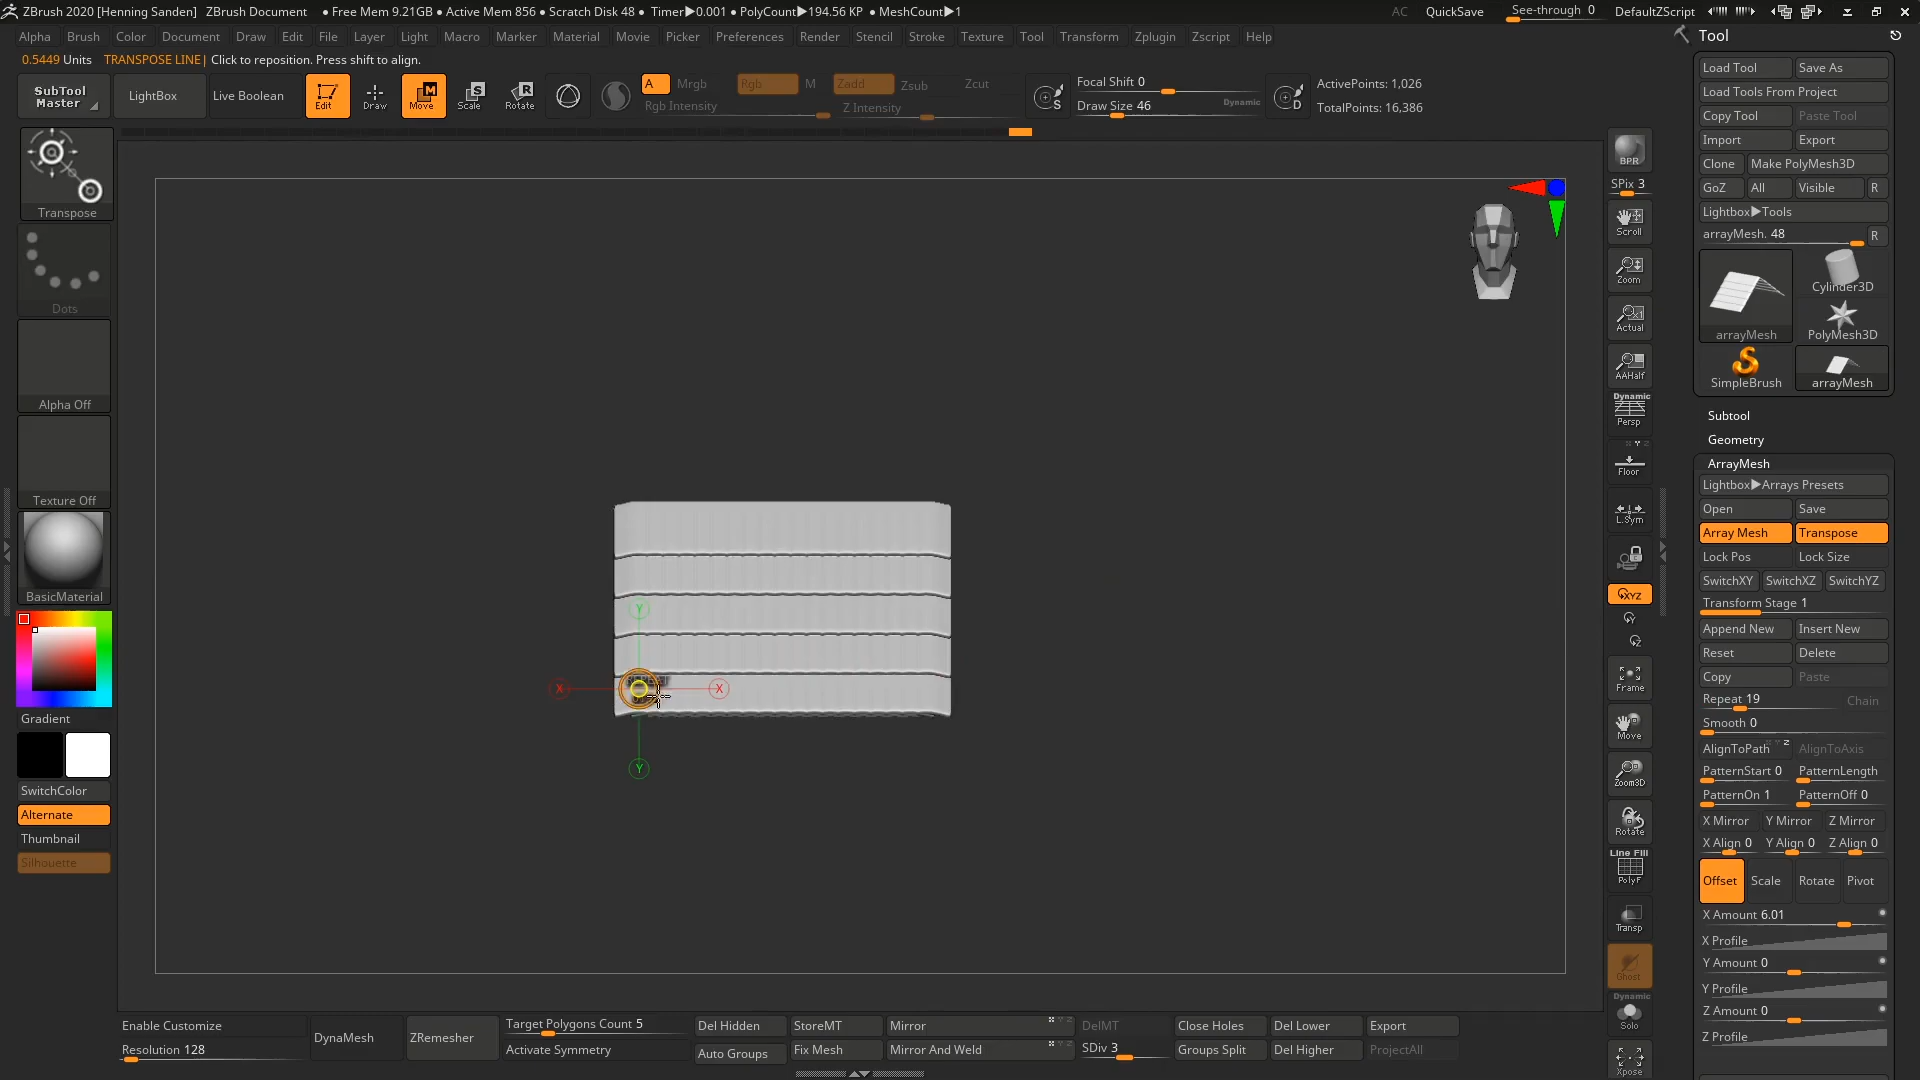 ZBrush 2020 [Henning Sanden] ZBrush Document • Free Mem 9.21GB • Active Mem 856 • Scratch Disk 48 • Timer▶0.001 • PolyCount▶194.56 KP • MeshCount▶1 AC QuickSave See-through 0 DefaultZScript
Alpha Brush Color Document Draw Edit File Layer Light Macro Marker Material Movie Picker Preferences Render Stencil Stroke Texture Tool Transform Zplugin Zscript Help
0.5449 Units TRANSPOSE LINE| Click to reposition. Press shift to align.
SubTool Master
LightBox
Live Boolean
Edit
Draw
Move
Scale
Rotate
A Mrgb Rgb M Zadd Zsub Zcut
Rgb Intensity Z Intensity
Focal Shift 0
Draw Size 46 Dynamic
ActivePoints: 1,026
TotalPoints: 16,386
Transpose
Dots
Alpha Off
Texture Off
BasicMaterial
Gradient
SwitchColor
Alternate
Thumbnail
Silhouette
Y
X X
Y
BPR
SPix 3
Scroll
Zoom
Actual
AAHalf
Dynamic
Persp
Floor
L.Sym
XYZ
Y
Z
Frame
Move
Zoom3D
Rotate
Line Fill
PolyF
Transp
Ghost
Dynamic
Solo
Xpose
Tool
Load Tool Save As
Load Tools From Project
Copy Tool Paste Tool
Import Export
Clone Make PolyMesh3D
GoZ All Visible R
Lightbox▶Tools
arrayMesh. 48 R
arrayMesh
Cylinder3D
PolyMesh3D
SimpleBrush arrayMesh
Subtool
Geometry
ArrayMesh
Lightbox▶Arrays Presets
Open Save
Array Mesh Transpose
Lock Pos Lock Size
SwitchXY SwitchXZ SwitchYZ
Transform Stage 1
Append New Insert New
Reset Delete
Copy Paste
Repeat 19 Chain
Smooth 0
AlignToPath AlignToAxis
PatternStart 0 PatternLength
PatternOn 1 PatternOff 0
X Mirror Y Mirror Z Mirror
X Align 0 Y Align 0 Z Align 0
Offset Scale Rotate Pivot
X Amount 6.01
X Profile
Y Amount 0
Y Profile
Z Amount 0
Z Profile
Enable Customize
Resolution 128
DynaMesh
ZRemesher
Target Polygons Count 5
Activate Symmetry
Del Hidden StoreMT Mirror DelMT Close Holes Del Lower Export
Auto Groups Fix Mesh Mirror And Weld SDiv 3 Groups Split Del Higher ProjectAll